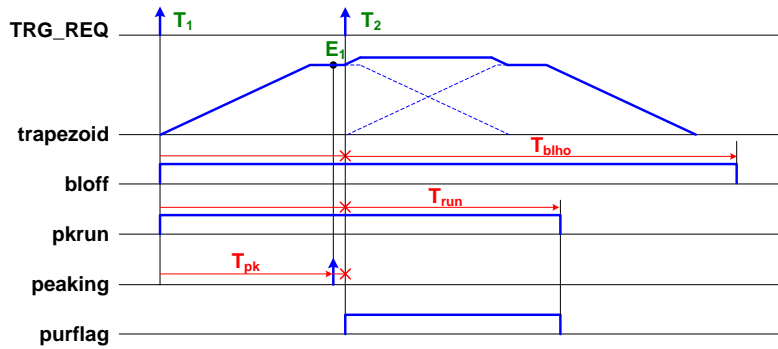 TRG_REQ
T1
T2
E1
trapezoid
Tblho
bloff
Trun
pkrun
Tpk
peaking
purflag